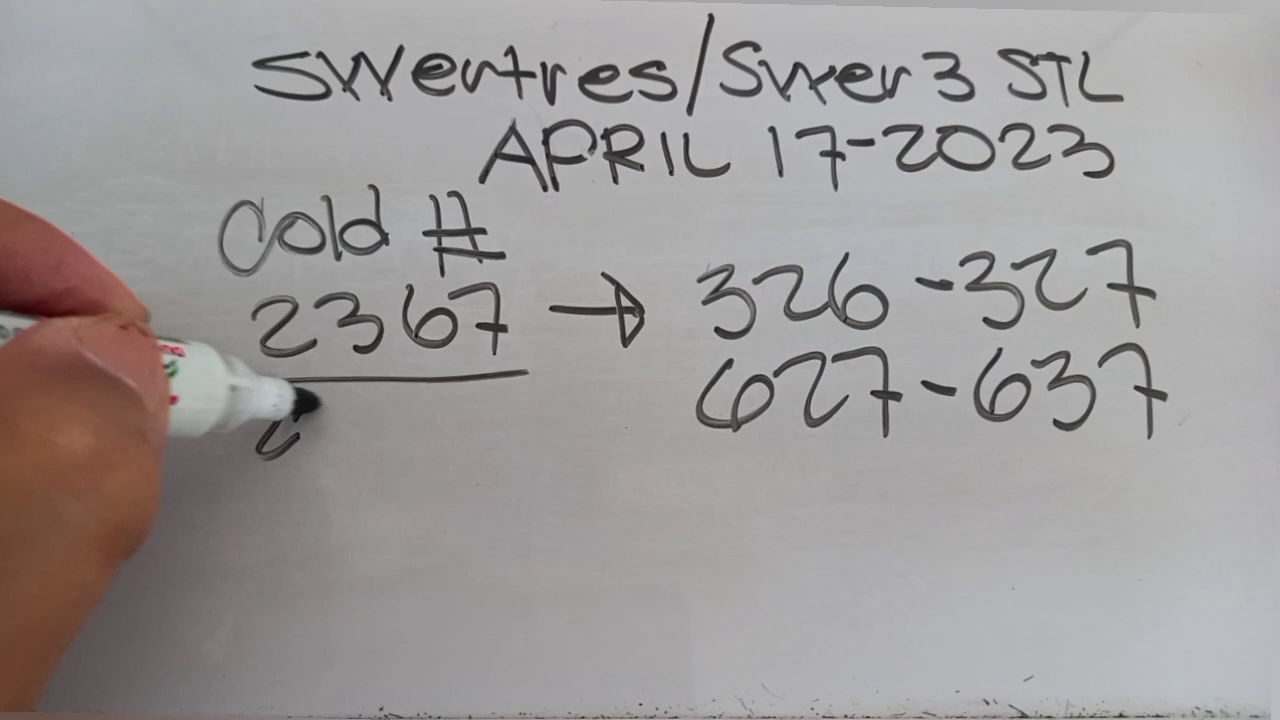 SWertres/Swer3 STL
APRIL 17-2023
Cold #
2367 → 326-327
627-637